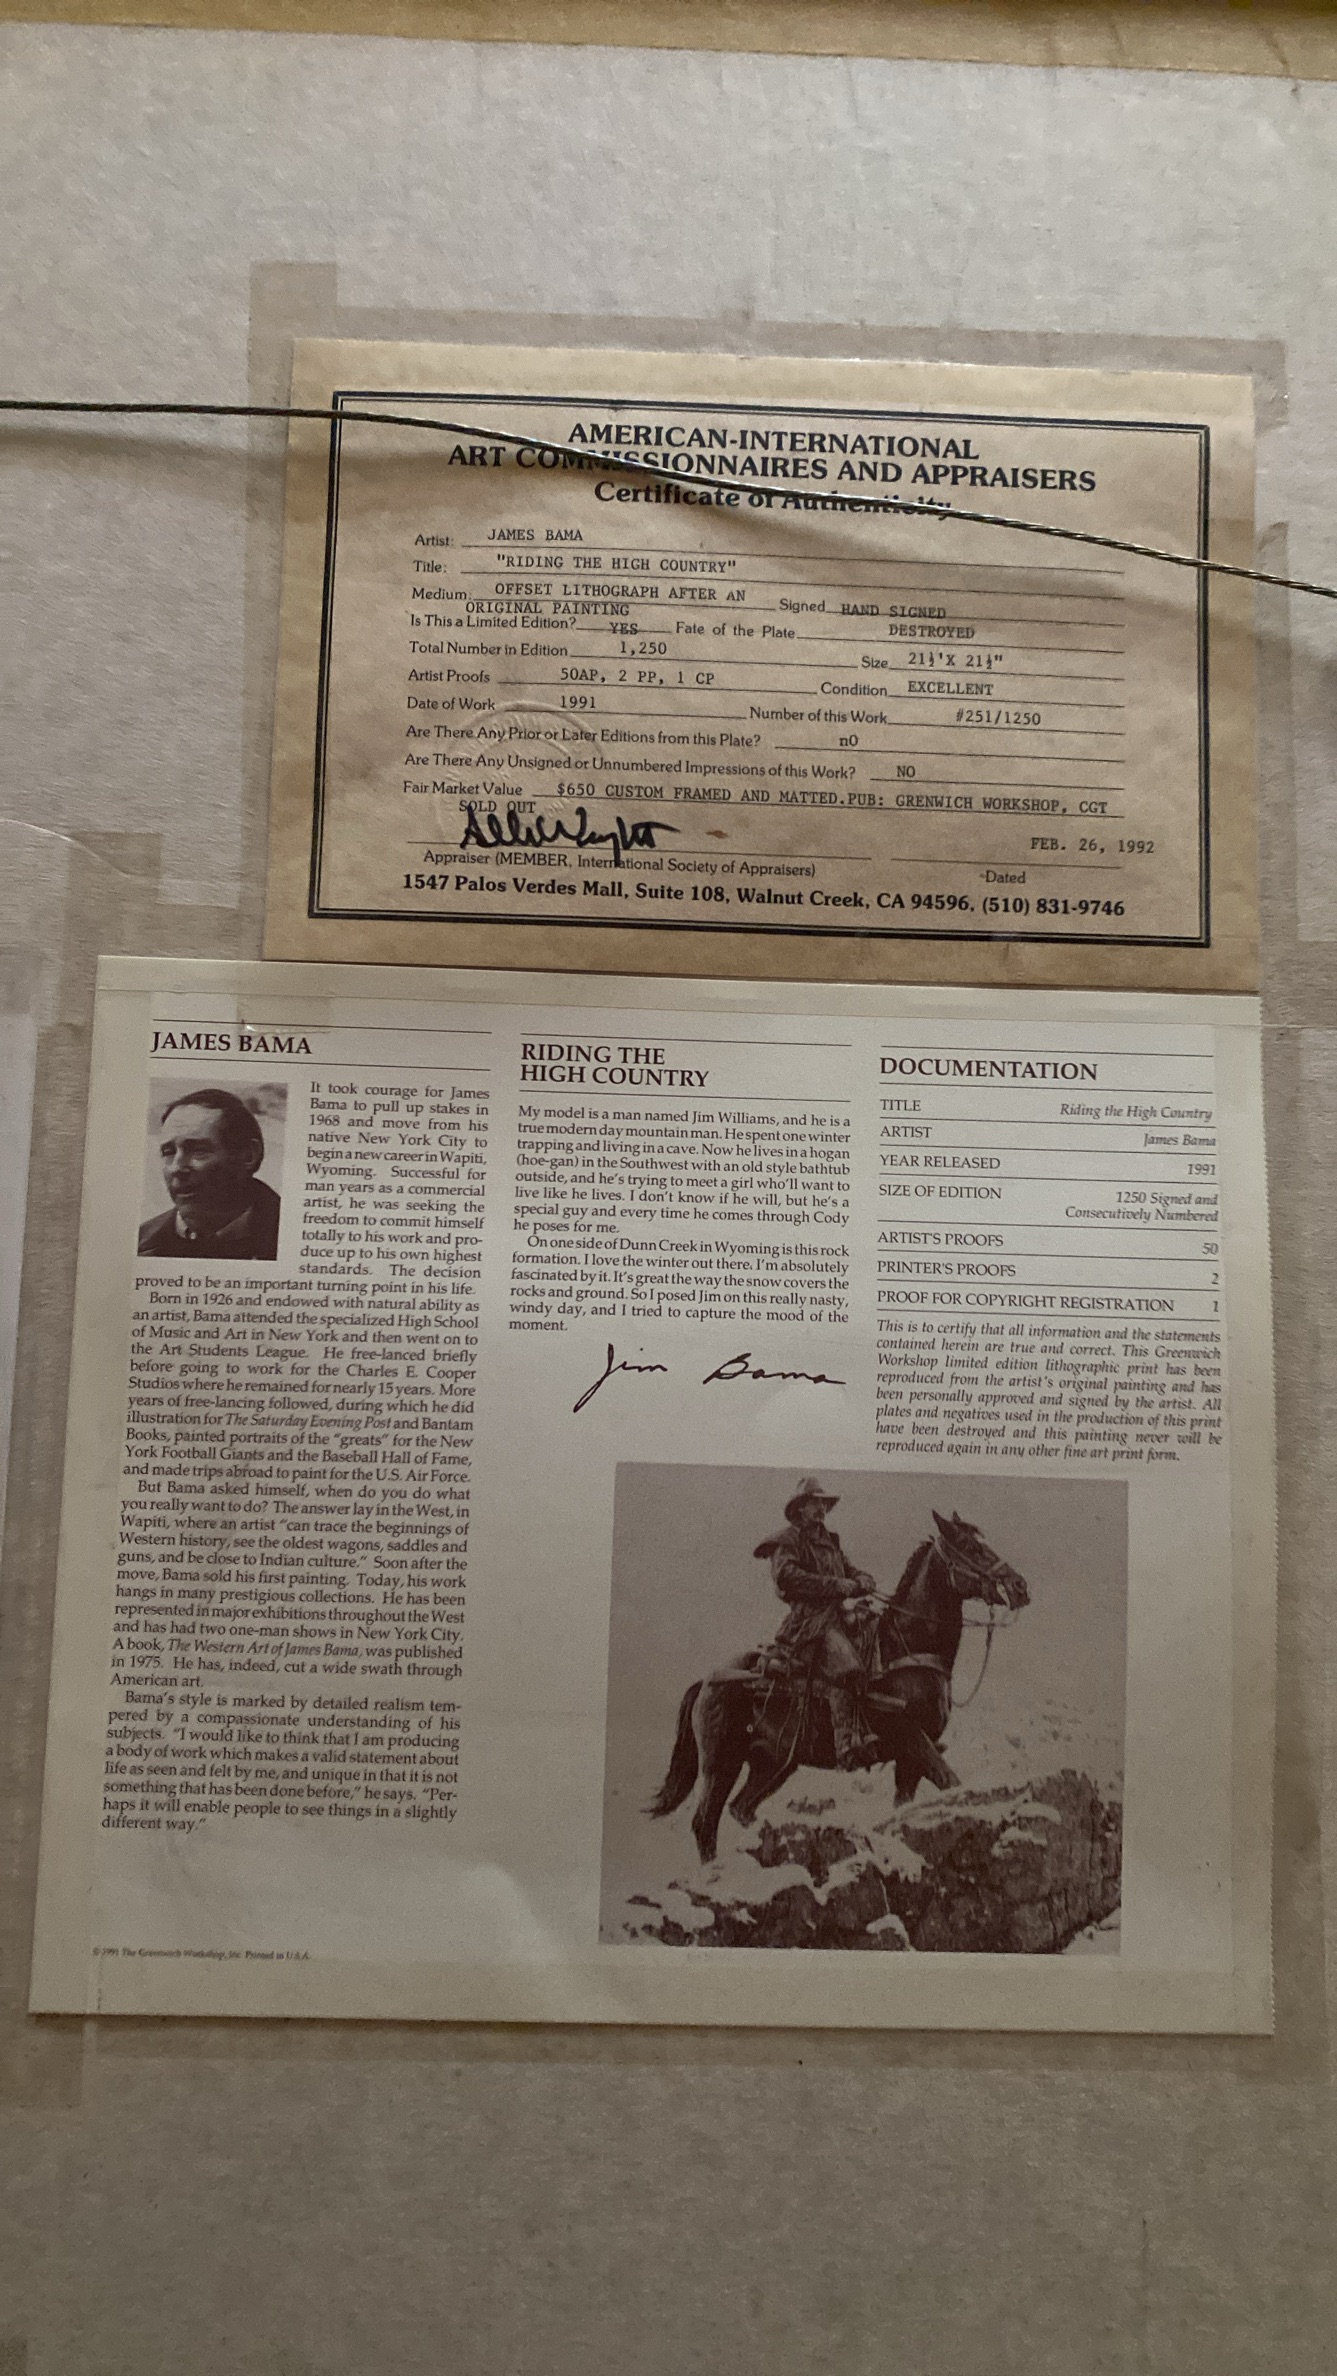 AMERICAN-INTERNATIONAL
ART COMMISSIONNAIRES AND APPRAISERS
Certificate of Authenticity
Artist: JAMES BAMA
Title: "RIDING THE HIGH COUNTRY"
Medium: OFFSET LITHOGRAPH AFTER AN
ORIGINAL PAINTING Signed HAND SIGNED
Is This a Limited Edition? YES Fate of the Plate DESTROYED
Total Number in Edition 1,250 Size 21½'X 21½"
Artist Proofs 50AP, 2 PP, 1 CP Condition EXCELLENT
Date of Work 1991 Number of this Work #251/1250
Are There Any Prior or Later Editions from this Plate? nO
Are There Any Unsigned or Unnumbered Impressions of this Work? NO
Fair Market Value $650 CUSTOM FRAMED AND MATTED.PUB: GRENWICH WORKSHOP, CGT
SOLD OUT
FEB. 26, 1992
Appraiser (MEMBER, International Society of Appraisers) Dated
1547 Palos Verdes Mall, Suite 108, Walnut Creek, CA 94596. (510) 831-9746
JAMES BAMA
It took courage for James
Bama to pull up stakes in
1968 and move from his
native New York City to
begin a new career in Wapiti,
Wyoming. Successful for
man years as a commercial
artist, he was seeking the
freedom to commit himself
totally to his work and pro-
duce up to his own highest
standards. The decision
proved to be an important turning point in his life.
Born in 1926 and endowed with natural ability as
an artist, Bama attended the specialized High School
of Music and Art in New York and then went on to
the Art Students League. He free-lanced briefly
before going to work for the Charles E. Cooper
Studios where he remained for nearly 15 years. More
years of free-lancing followed, during which he did
illustration for The Saturday Evening Post and Bantam
Books, painted portraits of the "greats" for the New
York Football Giants and the Baseball Hall of Fame,
and made trips abroad to paint for the U.S. Air Force.
But Bama asked himself, when do you do what
you really want to do? The answer lay in the West, in
Wapiti, where an artist "can trace the beginnings of
Western history, see the oldest wagons, saddles and
guns, and be close to Indian culture." Soon after the
move, Bama sold his first painting. Today, his work
hangs in many prestigious collections. He has been
represented in major exhibitions throughout the West
and has had two one-man shows in New York City.
A book, The Western Art of James Bama, was published
in 1975. He has, indeed, cut a wide swath through
American art.
Bama's style is marked by detailed realism tem-
pered by a compassionate understanding of his
subjects. "I would like to think that I am producing
a body of work which makes a valid statement about
life as seen and felt by me, and unique in that it is not
something that has been done before," he says. "Per-
haps it will enable people to see things in a slightly
different way."
© 1991 The Greenwich Workshop, Inc. Printed in U.S.A.
RIDING THE
HIGH COUNTRY
My model is a man named Jim Williams, and he is a
true modern day mountain man. He spent one winter
trapping and living in a cave. Now he lives in a hogan
(hoe-gan) in the Southwest with an old style bathtub
outside, and he's trying to meet a girl who'll want to
live like he lives. I don't know if he will, but he's a
special guy and every time he comes through Cody
he poses for me.
On one side of Dunn Creek in Wyoming is this rock
formation. I love the winter out there. I'm absolutely
fascinated by it. It's great the way the snow covers the
rocks and ground. So I posed Jim on this really nasty,
windy day, and I tried to capture the mood of the
moment.
Jim Bama
DOCUMENTATION
TITLE Riding the High Country
ARTIST James Bama
YEAR RELEASED 1991
SIZE OF EDITION 1250 Signed and
Consecutively Numbered
ARTIST'S PROOFS 50
PRINTER'S PROOFS 2
PROOF FOR COPYRIGHT REGISTRATION 1
This is to certify that all information and the statements
contained herein are true and correct. This Greenwich
Workshop limited edition lithographic print has been
reproduced from the artist's original painting and has
been personally approved and signed by the artist. All
plates and negatives used in the production of this print
have been destroyed and this painting never will be
reproduced again in any other fine art print form.